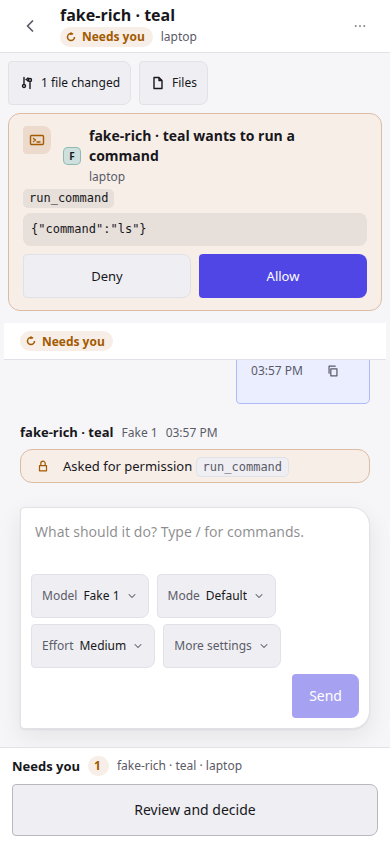 fake-rich · teal
Needs you laptop
1 file changed Files
fake-rich · teal wants to run a
F command
laptop
run_command
{"command":"ls"}
Deny Allow
Needs you
03:57 PM
fake-rich · teal Fake 1 03:57 PM
Asked for permission run_command
What should it do? Type / for commands.
Model Fake 1 Mode Default
Effort Medium More settings
Send
Needs you 1 fake-rich · teal · laptop
Review and decide